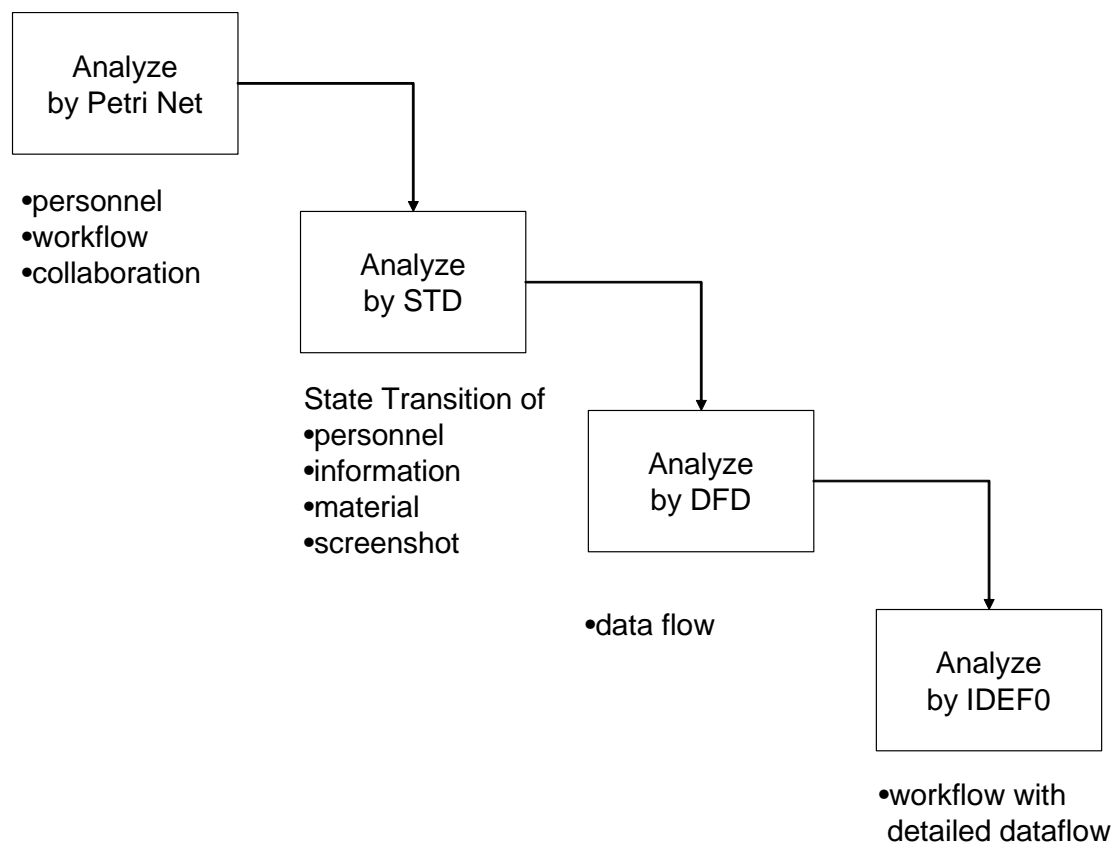 Analyze
by Petri Net
•personnel
•workflow
•collaboration
Analyze
by STD
State Transition of
•personnel
•information
•material
•screenshot
Analyze
by DFD
•data flow
Analyze
by IDEF0
•workflow with
detailed dataflow